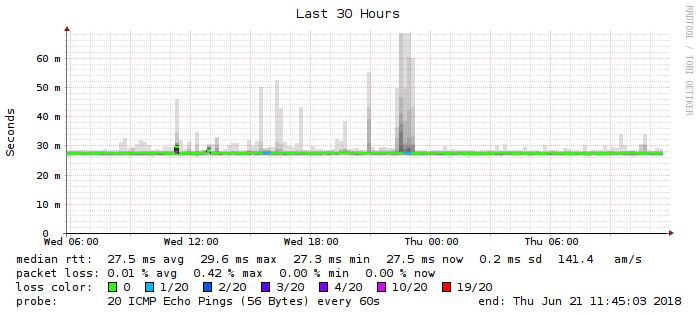 Last 30 Hours
RRDTOOL / TOBI OETIKER
Seconds
60 m
50 m
40 m
30 m
20 m
10 m
0
Wed 06:00 Wed 12:00 Wed 18:00 Thu 00:00 Thu 06:00
median rtt: 27.5 ms avg 29.6 ms max 27.3 ms min 27.5 ms now 0.2 ms sd 141.4 am/s
packet loss: 0.01 % avg 0.42 % max 0.00 % min 0.00 % now
loss color: 0 1/20 2/20 3/20 4/20 10/20 19/20
probe: 20 ICMP Echo Pings (56 Bytes) every 60s end: Thu Jun 21 11:45:03 2018